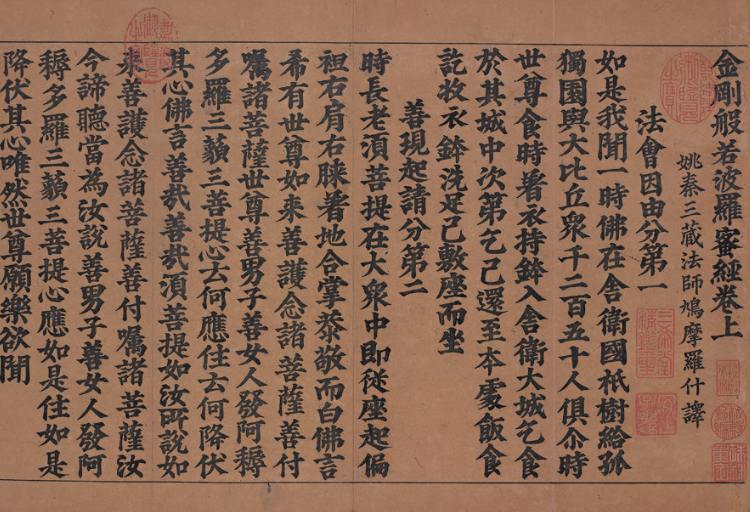 金剛般若波羅蜜經卷上
姚秦三藏法師鳩摩羅什譯
法會因由分第一
如是我聞一時佛在舍衛國祇樹給孤
獨園與大比丘眾千二百五十人俱尒時
世尊食時著衣持鉢入舍衛大城乞食
於其城中次第乞已還至本處飯食
訖收衣鉢洗足已敷座而坐
善現起請分第二
時長老須菩提在大眾中即從座起偏
袒右肩右膝著地合掌恭敬而白佛言
希有世尊如來善護念諸菩薩善付
囑諸菩薩世尊善男子善女人發阿耨
多羅三藐三菩提心云何應住云何降伏
其心佛言善哉善哉須菩提如汝所說如
來善護念諸菩薩善付囑諸菩薩汝
今諦聽當為汝說善男子善女人發阿
耨多羅三藐三菩提心應如是住如是
降伏其心唯然世尊願樂欲聞